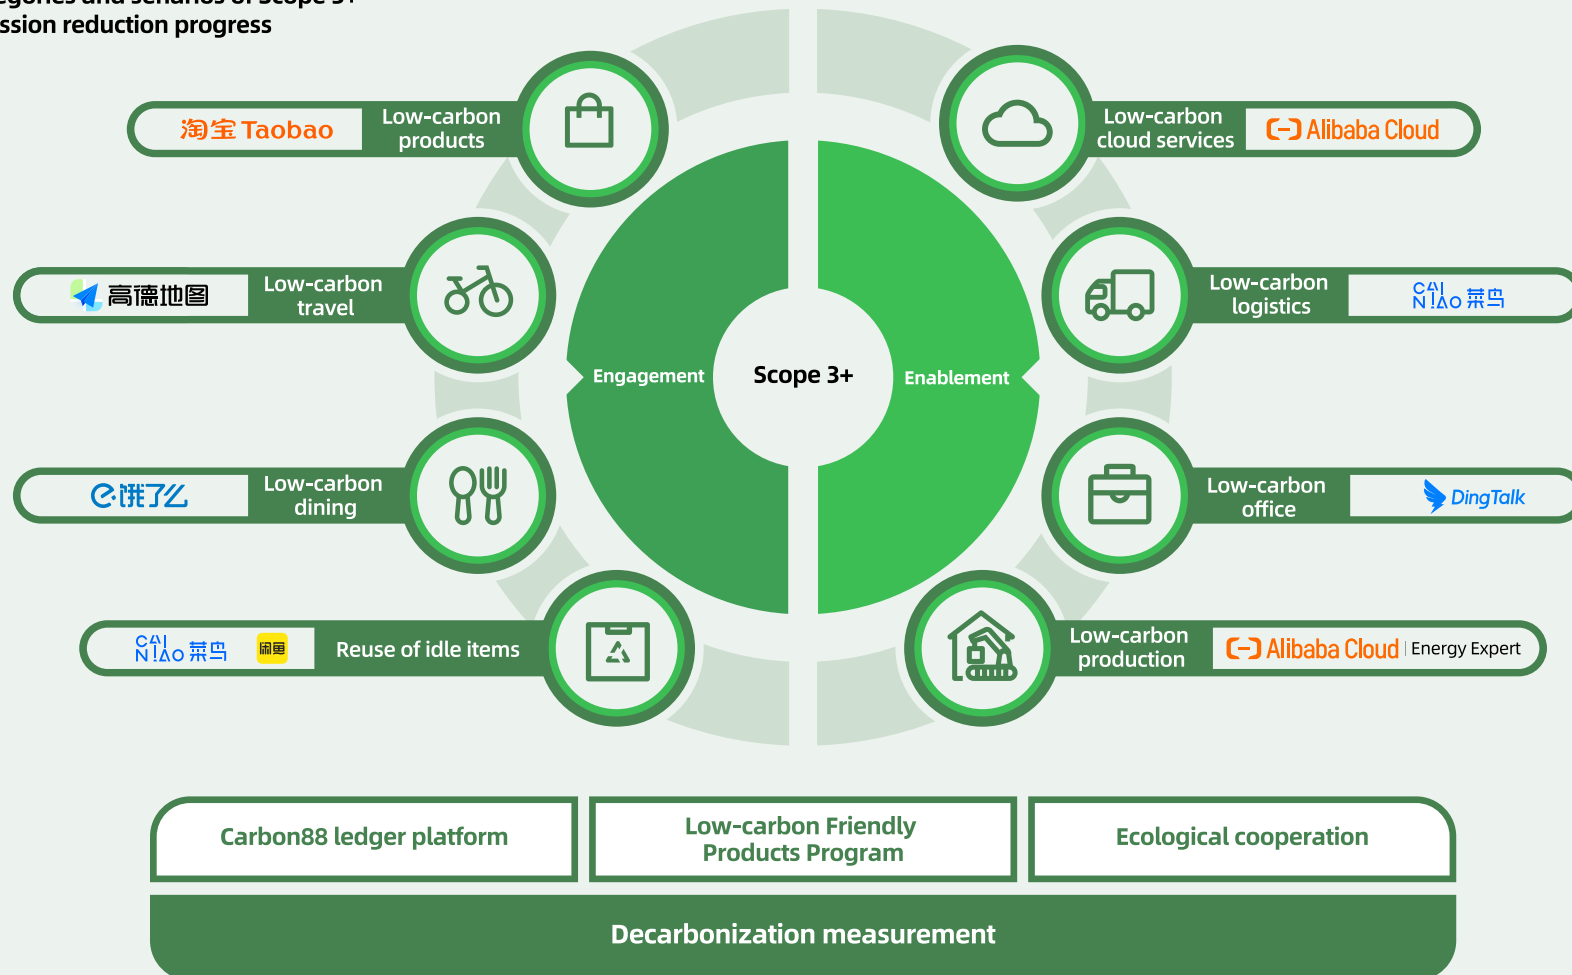 ssion reduction progress
淘宝 Taobao
Low-carbon
products
Low-carbon
cloud services
Alibaba Cloud
高德地图
Low-carbon
travel
Low-carbon
logistics
CAI
NIAO 菜鸟
Engagement
Scope 3+
Enablement
饿了么
Low-carbon
dining
Low-carbon
office
DingTalk
CAI
NIAO 菜鸟
闲鱼
Reuse of idle items
Low-carbon
production
Alibaba Cloud | Energy Expert
Carbon88 ledger platform
Low-carbon Friendly
Products Program
Ecological cooperation
Decarbonization measurement